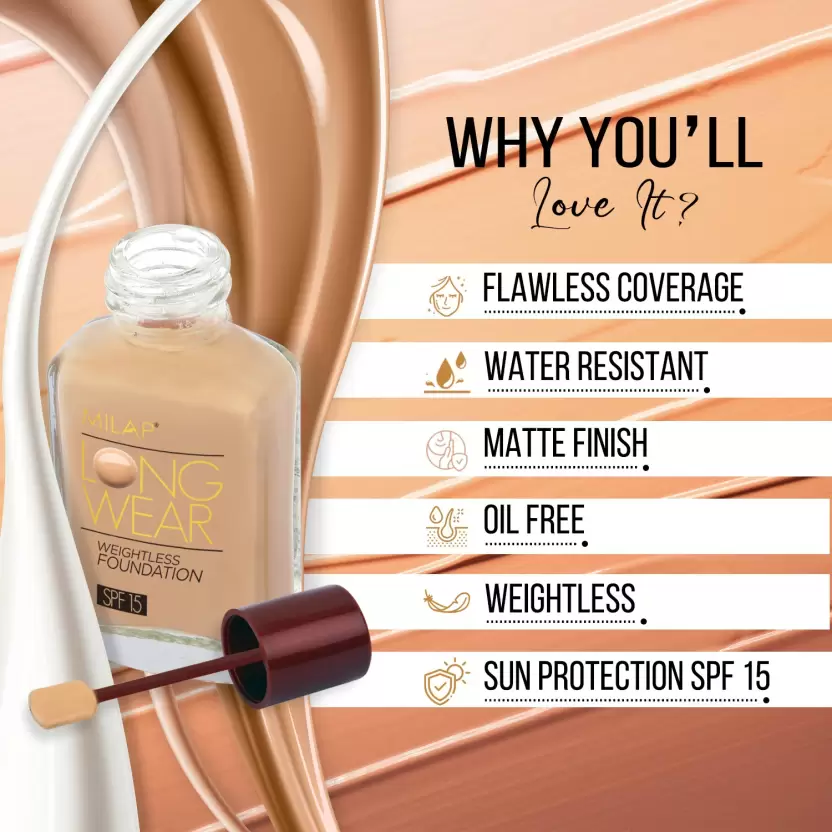 WHY YOU'LL
Love It?
FLAWLESS COVERAGE
WATER RESISTANT
MATTE FINISH
OIL FREE
WEIGHTLESS
SUN PROTECTION SPF 15
MILAP®
LONG
WEAR
WEIGHTLESS
FOUNDATION
SPF 15